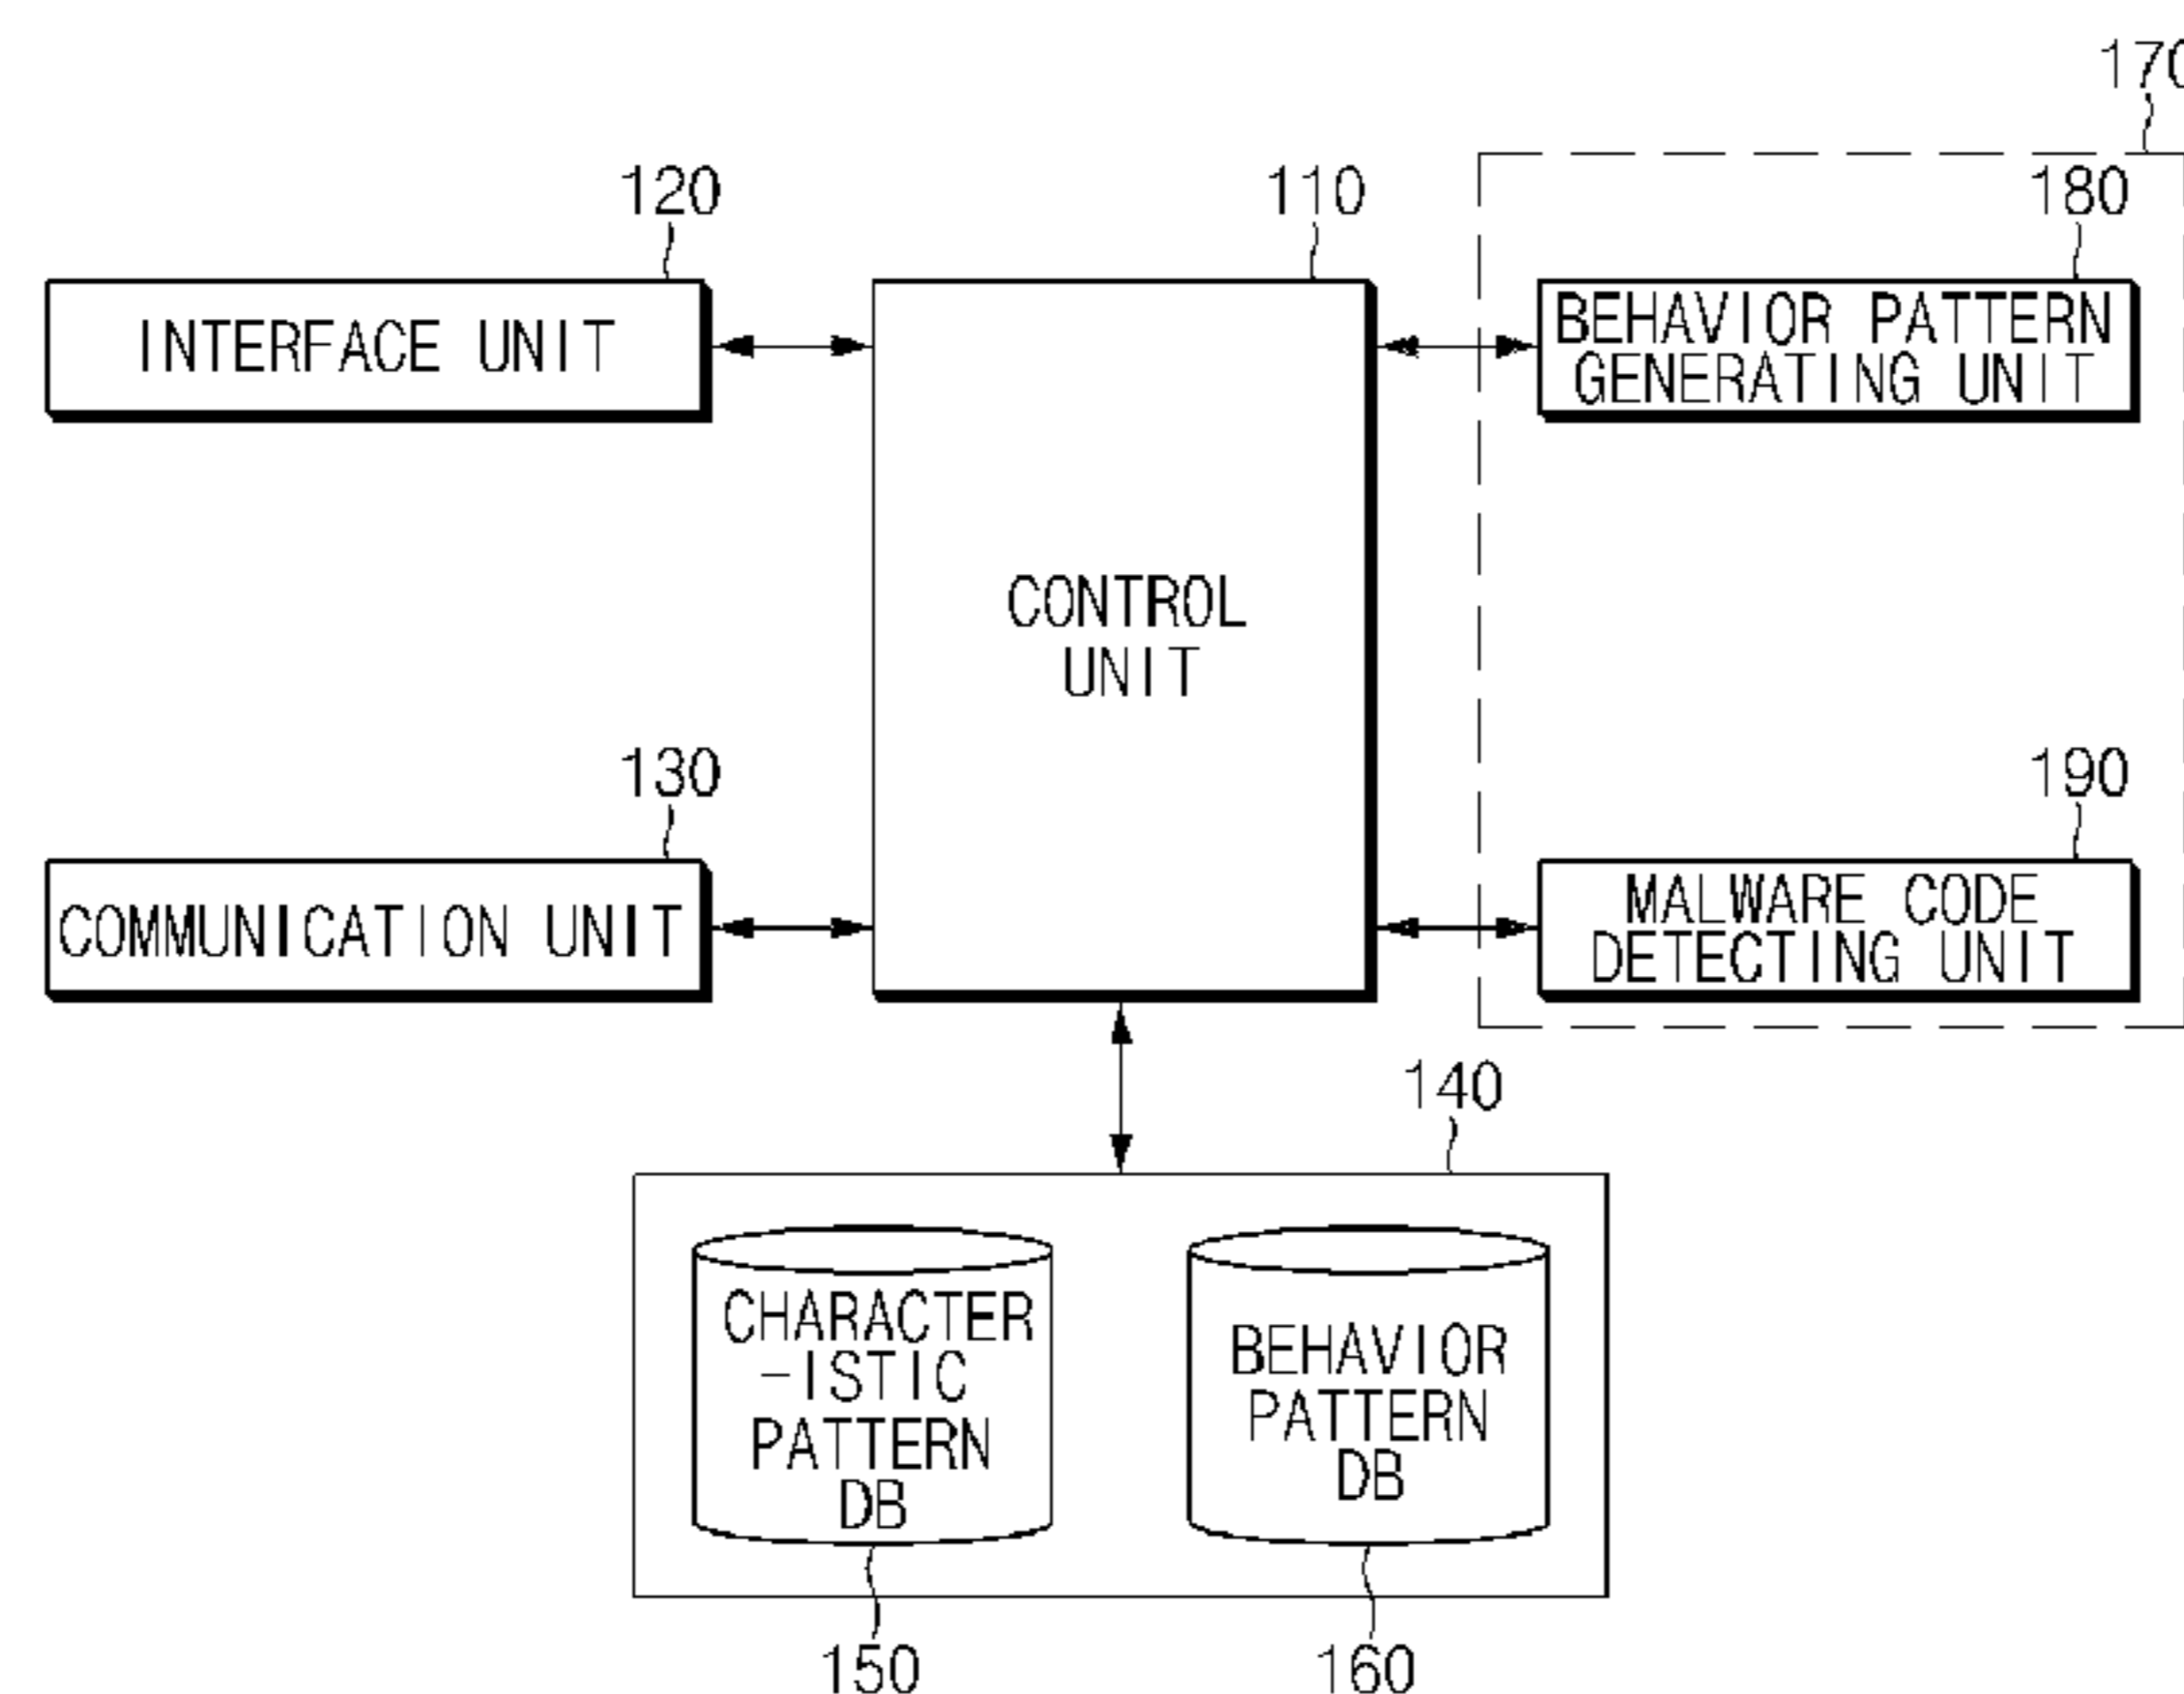 170
120
110
180
INTERFACE UNIT
BEHAVIOR PATTERN
GENERATING UNIT
CONTROL
UNIT
130
190
COMMUNICATION UNIT
MALWARE CODE
DETECTING UNIT
140
CHARACTER
-ISTIC
PATTERN
DB
BEHAVIOR
PATTERN
DB
150
160